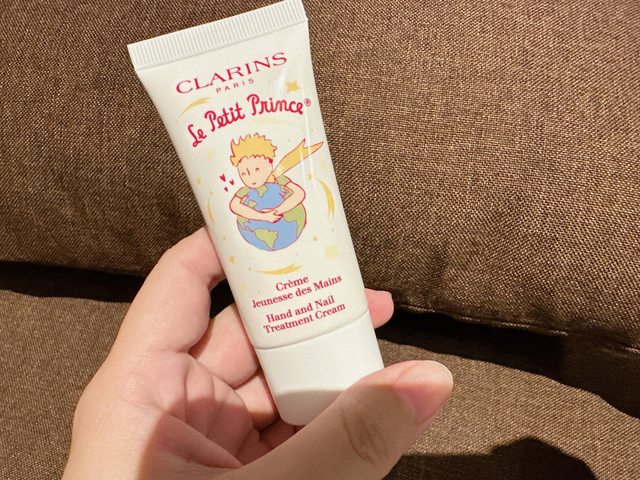 CLARINS
PARIS
Le Petit Prince®
Crème
Jeunesse des Mains
Hand and Nail
Treatment Cream